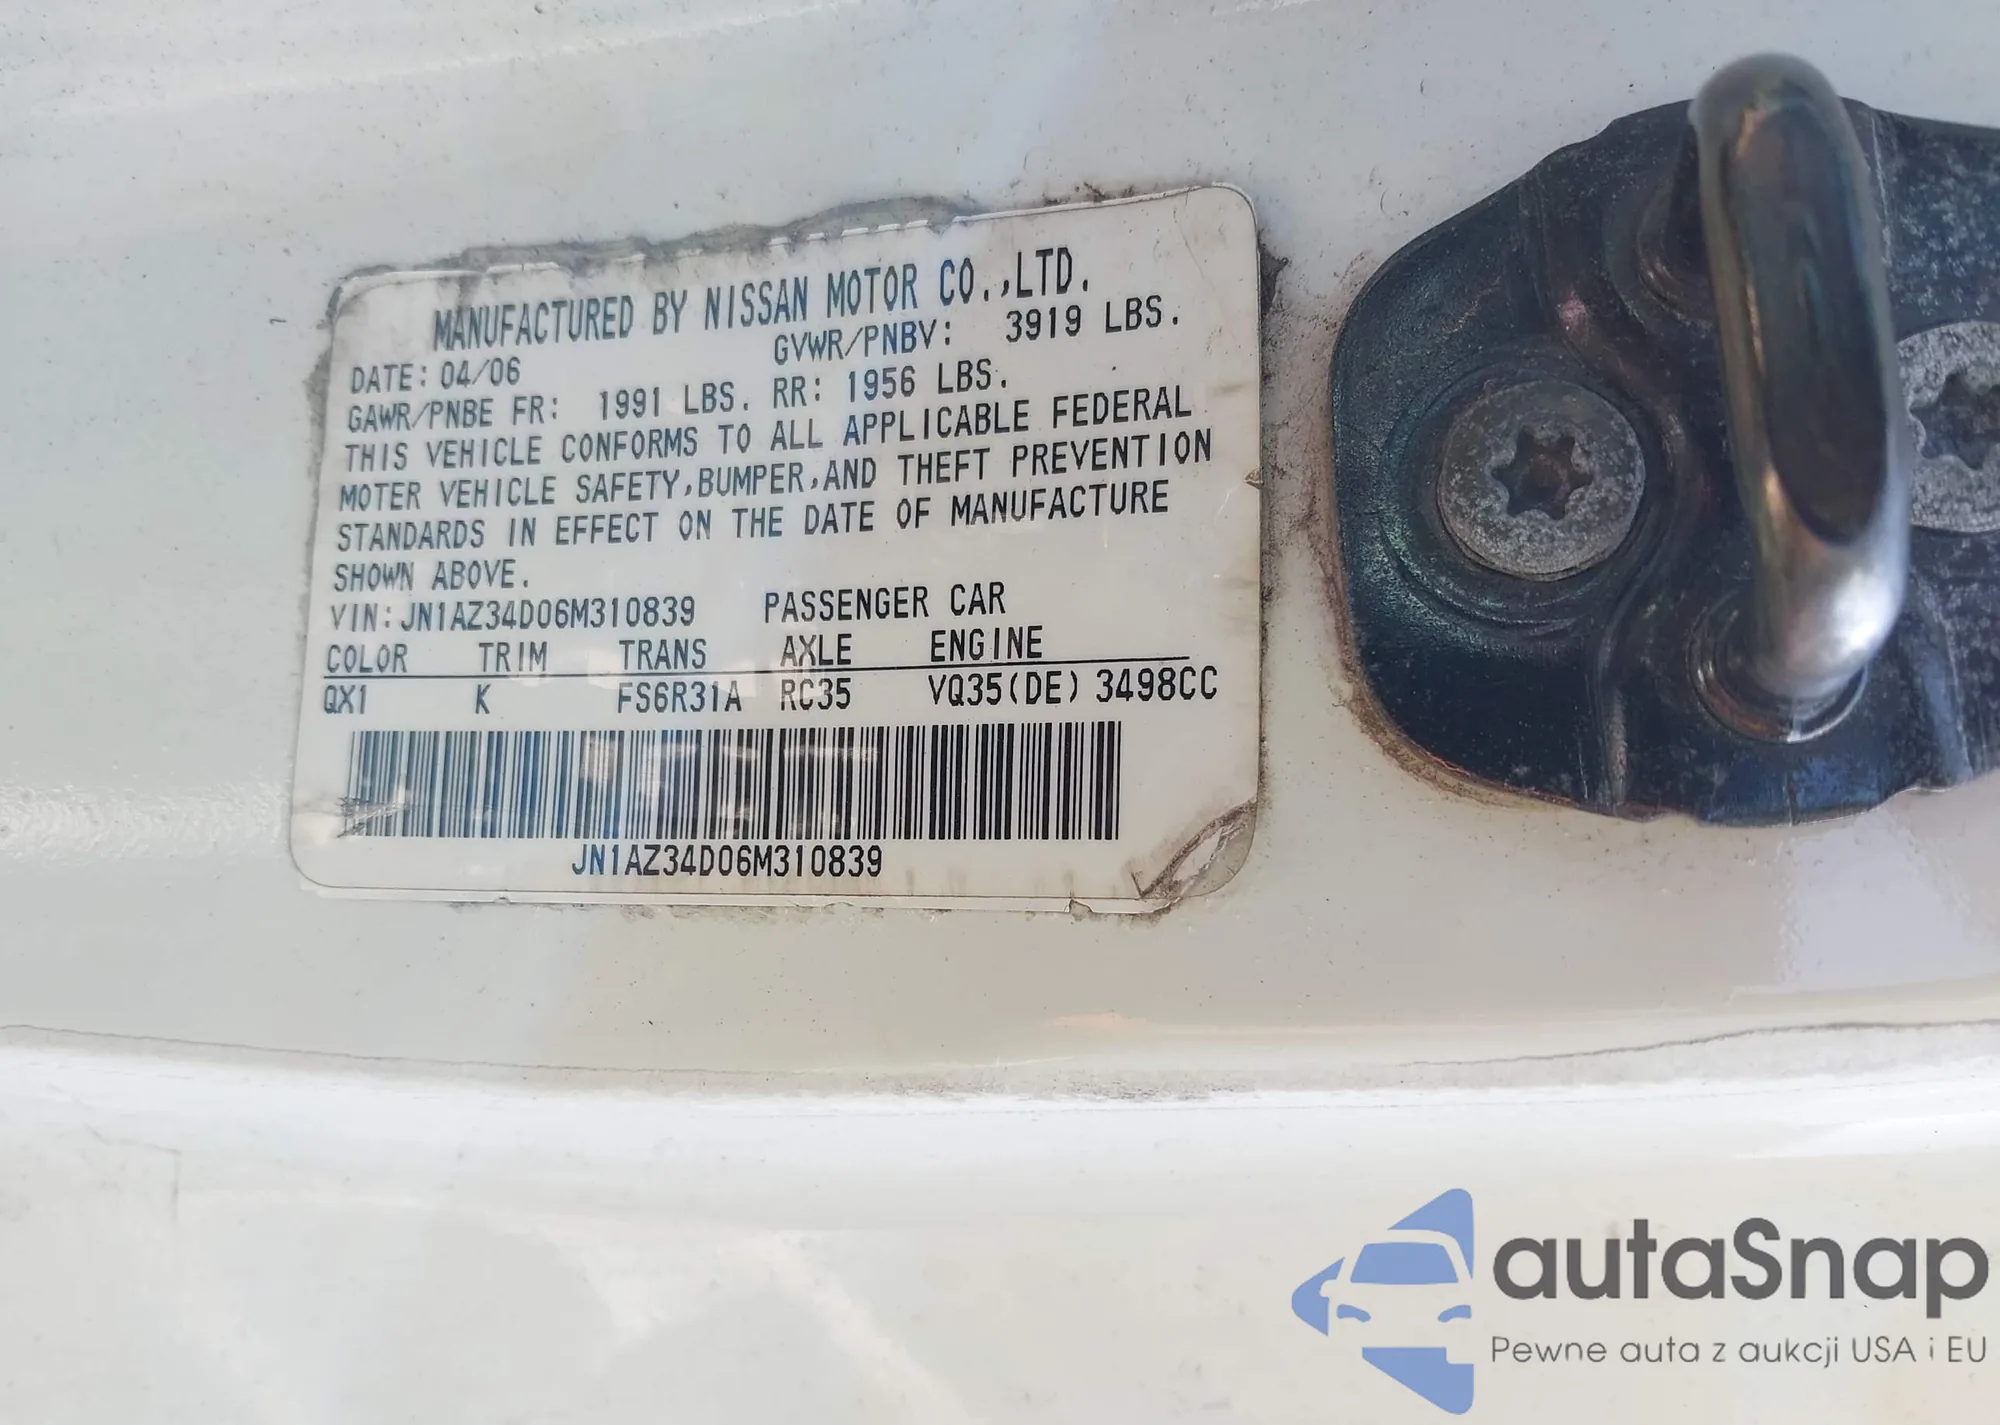 MANUFACTURED BY NISSAN MOTOR CO.,LTD.
DATE: 04/06 GVWR/PNBV: 3919 LBS.
GAWR/PNBE FR: 1991 LBS. RR: 1956 LBS.
THIS VEHICLE CONFORMS TO ALL APPLICABLE FEDERAL
MOTER VEHICLE SAFETY,BUMPER,AND THEFT PREVENTION
STANDARDS IN EFFECT ON THE DATE OF MANUFACTURE
SHOWN ABOVE.
VIN:JN1AZ34D06M310839 PASSENGER CAR
COLOR TRIM TRANS AXLE ENGINE
QX1 K FS6R31A RC35 VQ35(DE)3498CC
JN1AZ34D06M310839
autaSnap
Pewne auta z aukcji USA i EU